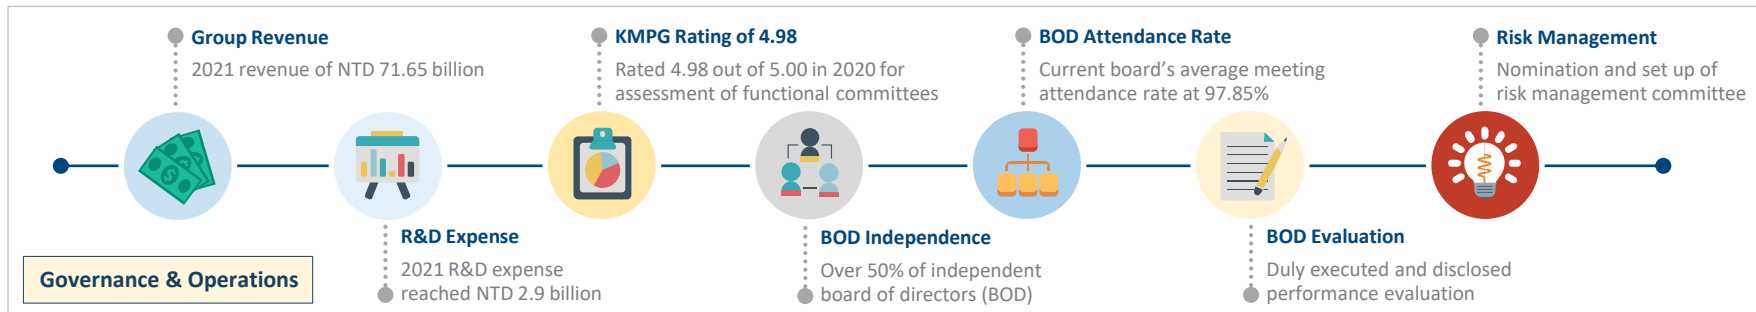 Group Revenue
2021 revenue of NTD 71.65 billion
KMPG Rating of 4.98
Rated 4.98 out of 5.00 in 2020 for
assessment of functional committees
BOD Attendance Rate
Current board's average meeting
attendance rate at 97.85%
Risk Management
Nomination and set up of
risk management committee
R&D Expense
2021 R&D expense
reached NTD 2.9 billion
BOD Independence
Over 50% of independent
board of directors (BOD)
BOD Evaluation
Duly executed and disclosed
performance evaluation
Governance & Operations